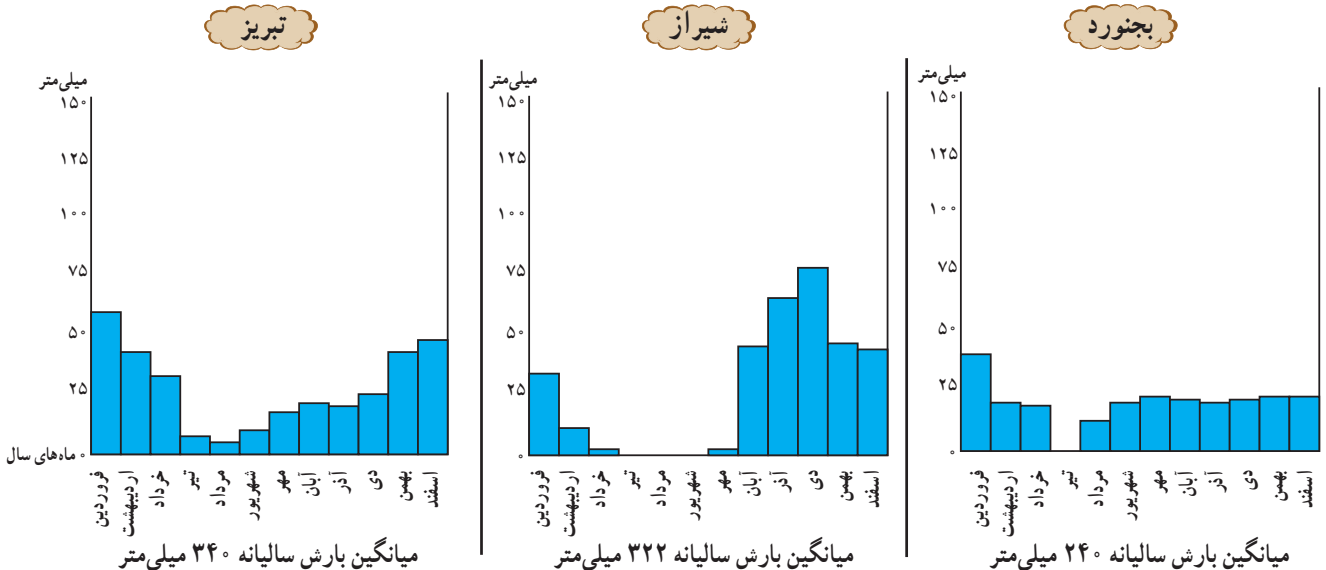 بجنورد
میلی‌متر
۱۵۰
۱۲۵
۱۰۰
۷۵
۵۰
۲۵
۰
فروردین
اردیبهشت
خرداد
تیر
مرداد
شهریور
مهر
آبان
آذر
دی
بهمن
اسفند
میانگین بارش سالیانه ۲۴۰ میلی‌متر
شیراز
میلی‌متر
۱۵۰
۱۲۵
۱۰۰
۷۵
۵۰
۲۵
۰
فروردین
اردیبهشت
خرداد
تیر
مرداد
شهریور
مهر
آبان
آذر
دی
بهمن
اسفند
میانگین بارش سالیانه ۳۲۲ میلی‌متر
تبریز
میلی‌متر
۱۵۰
۱۲۵
۱۰۰
۷۵
۵۰
۲۵
۰
ماه‌های سال
فروردین
اردیبهشت
خرداد
تیر
مرداد
شهریور
مهر
آبان
آذر
دی
بهمن
اسفند
میانگین بارش سالیانه ۳۴۰ میلی‌متر